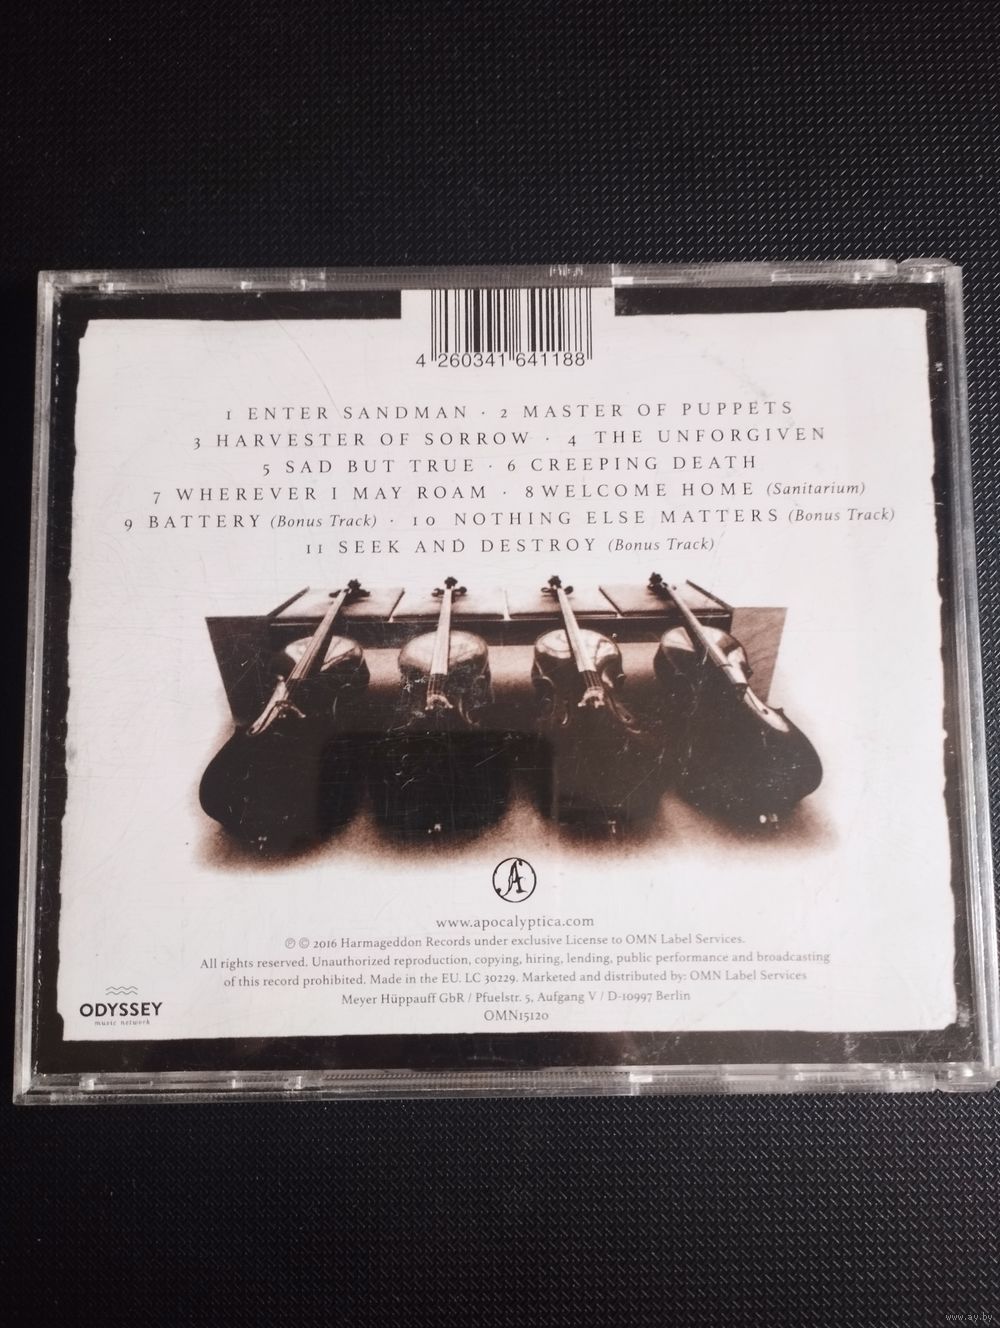 4 260341 641188
1 ENTER SANDMAN · 2 MASTER OF PUPPETS
3 HARVESTER OF SORROW · 4 THE UNFORGIVEN
5 SAD BUT TRUE · 6 CREEPING DEATH
7 WHEREVER I MAY ROAM · 8 WELCOME HOME (Sanitarium)
9 BATTERY (Bonus Track) · 10 NOTHING ELSE MATTERS (Bonus Track)
11 SEEK AND DESTROY (Bonus Track)
A
www.apocalyptica.com
℗ © 2016 Harmageddon Records under exclusive License to OMN Label Services.
All rights reserved. Unauthorized reproduction, copying, hiring, lending, public performance and broadcasting
of this record prohibited. Made in the EU. LC 30229. Marketed and distributed by: OMN Label Services
Meyer Hüppauff GbR / Pfuelstr. 5, Aufgang V / D-10997 Berlin
OMN15120
ODYSSEY
music network
www.ay.by